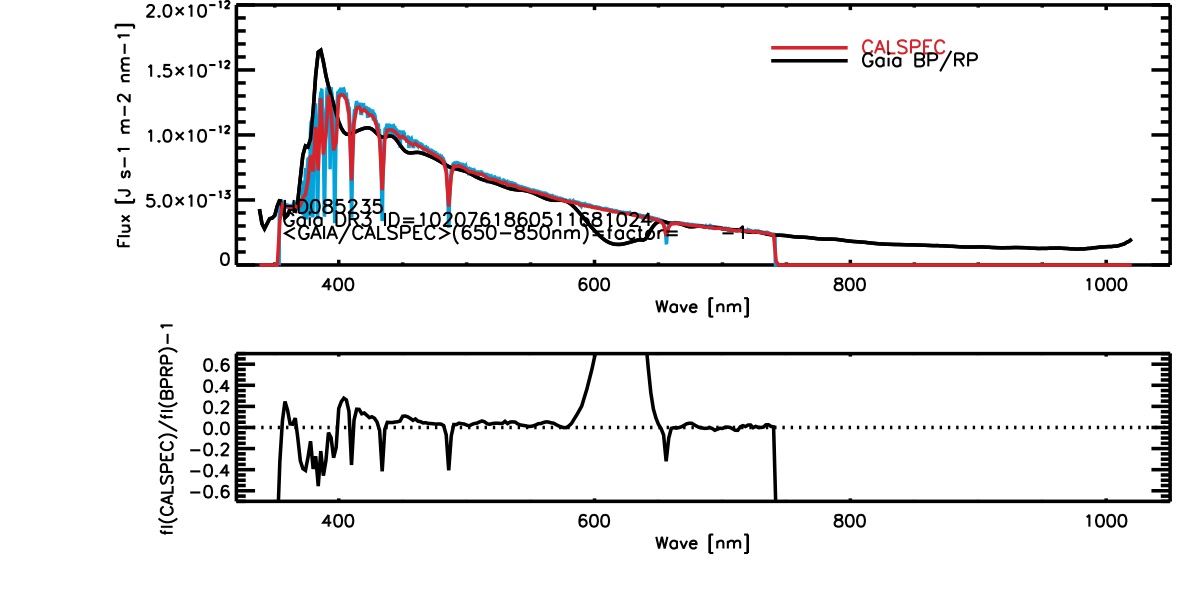 2.0×10−12
1.5×10−12
1.0×10−12
5.0×10−13
0
Flux [J s−1 m−2 nm−1]
CALSPEC
Gaia BP/RP
HD085235
Gaia DR3 ID=1020761860511681024
<GAIA/CALSPEC>(650−850nm)=factor= −1
400 600 800 1000
Wave [nm]
fl(CALSPEC)/fl(BPRP)−1
0.6
0.4
0.2
0.0
−0.2
−0.4
−0.6
400 600 800 1000
Wave [nm]